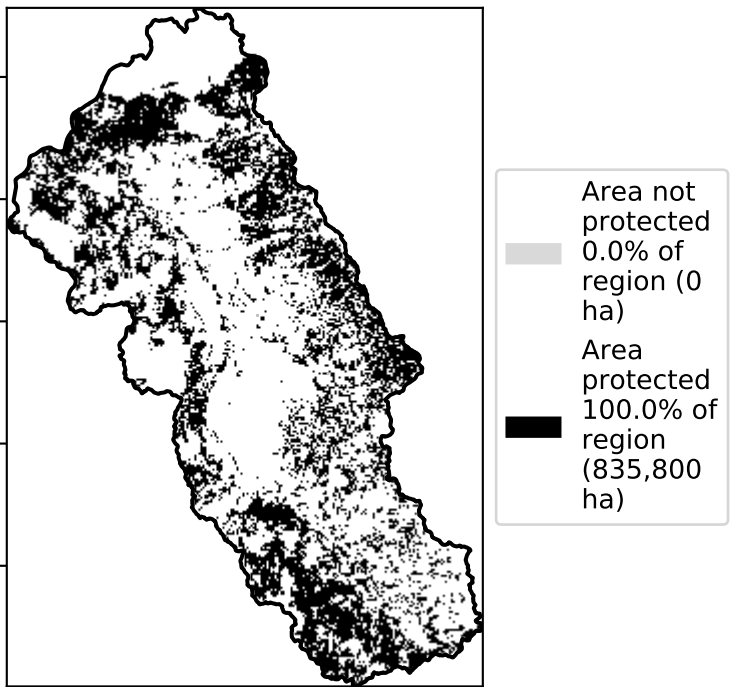 Area not
protected
0.0% of
region (0
ha)
Area
protected
100.0% of
region
(835,800
ha)